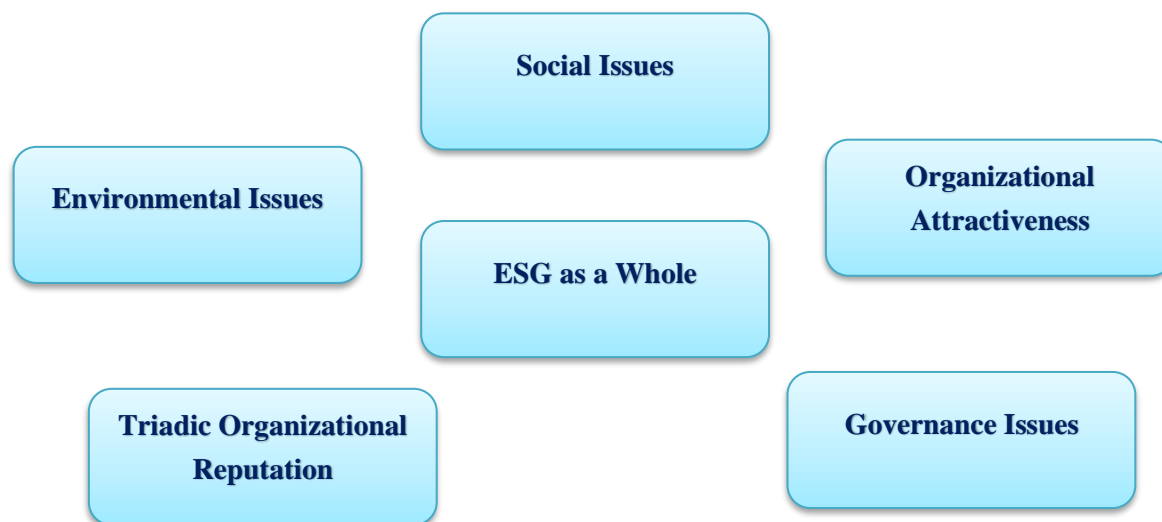 Social Issues
Environmental Issues
Organizational
Attractiveness
ESG as a Whole
Triadic Organizational
Reputation
Governance Issues